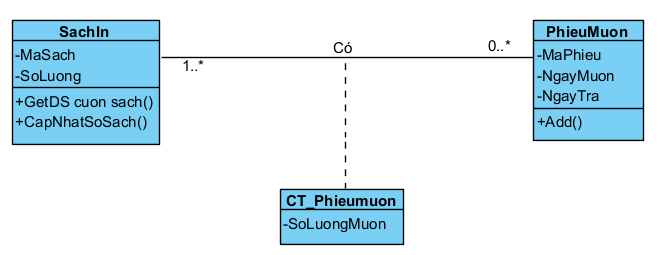 SachIn
-MaSach
-SoLuong
+GetDS cuon sach()
+CapNhatSoSach()
1..*
Có
0..*
PhieuMuon
-MaPhieu
-NgayMuon
-NgayTra
+Add()
CT_Phieumuon
-SoLuongMuon